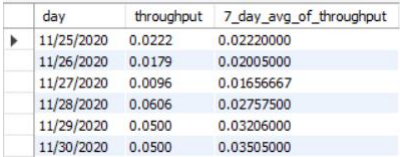 day throughput 7_day_avg_of_throughput
11/25/2020 0.0222 0.02220000
11/26/2020 0.0179 0.02005000
11/27/2020 0.0096 0.01656667
11/28/2020 0.0606 0.02757500
11/29/2020 0.0500 0.03206000
11/30/2020 0.0500 0.03505000